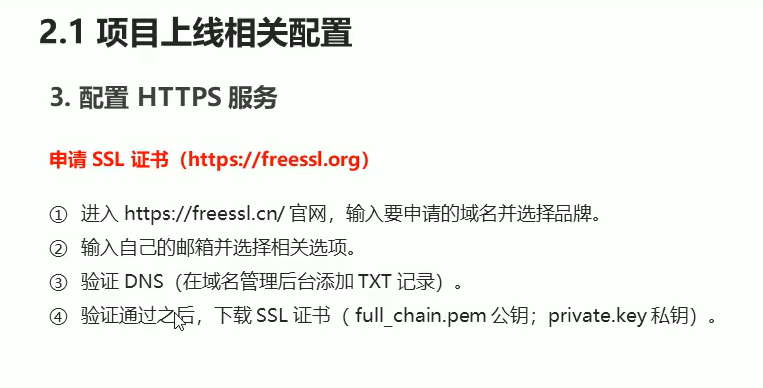 2.1 项目上线相关配置
3. 配置 HTTPS 服务
申请 SSL 证书（https://freessl.org）
① 进入 https://freessl.cn/ 官网，输入要申请的域名并选择品牌。
② 输入自己的邮箱并选择相关选项。
③ 验证 DNS（在域名管理后台添加 TXT 记录）。
④ 验证通过之后，下载 SSL 证书（ full_chain.pem 公钥；private.key 私钥）。